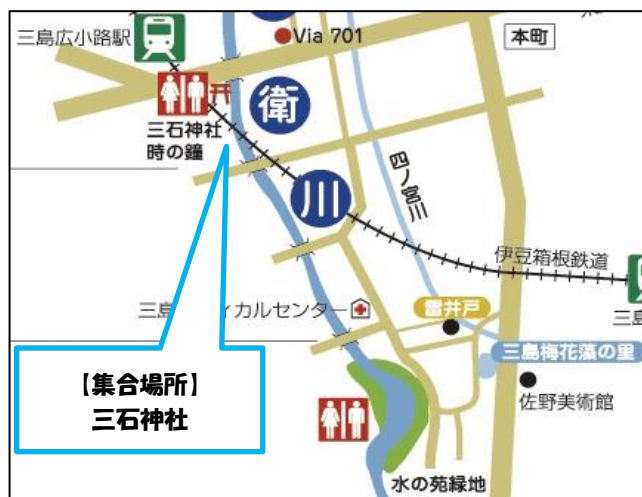 三島広小路駅
Via 701
本町
衛
三石神社
時の鐘
川
四ノ宮川
伊豆箱根鉄道
三島
ィカルセンター
雷井戸
三島
三島梅花藻の里
【集合場所】
三石神社
佐野美術館
水の苑緑地